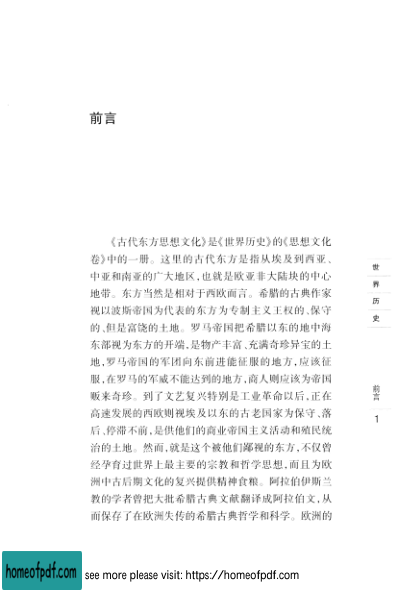 前言
《古代东方思想文化》是《世界历史》的《思想文化
卷》中的一册。这里的古代东方是指从埃及到西亚、
中亚和南亚的广大地区,也就是欧亚非大陆块的中心
地带。东方当然是相对于西欧而言。希腊的古典作家
视以波斯帝国为代表的东方为专制主义王权的、保守
的、但是富饶的土地。罗马帝国把希腊以东的地中海
东部视为东方的开端,是物产丰富、充满奇珍异宝的土
地,罗马帝国的军团向东前进能征服的地方,应该征
服,在罗马的军威不能达到的地方,商人则应该为帝国
贩来奇珍。到了文艺复兴特别是工业革命以后,正在
高速发展的西欧则视埃及以东的古老国家为保守、落
后、停滞不前,是供他们的商业帝国主义活动和殖民统
治的土地。然而,就是这个被他们鄙视的东方,不仅曾
经孕育过世界上最主要的宗教和哲学思想,而且为欧
洲中古后期文化的复兴提供精神食粮。阿拉伯伊斯兰
教的学者曾把大批希腊古典文献翻译成阿拉伯文,从
而保存了在欧洲失传的希腊古典哲学和科学。欧洲的
世
界
历
史
前
言
1
homeofpdf.com
see more please visit: https://homeofpdf.com